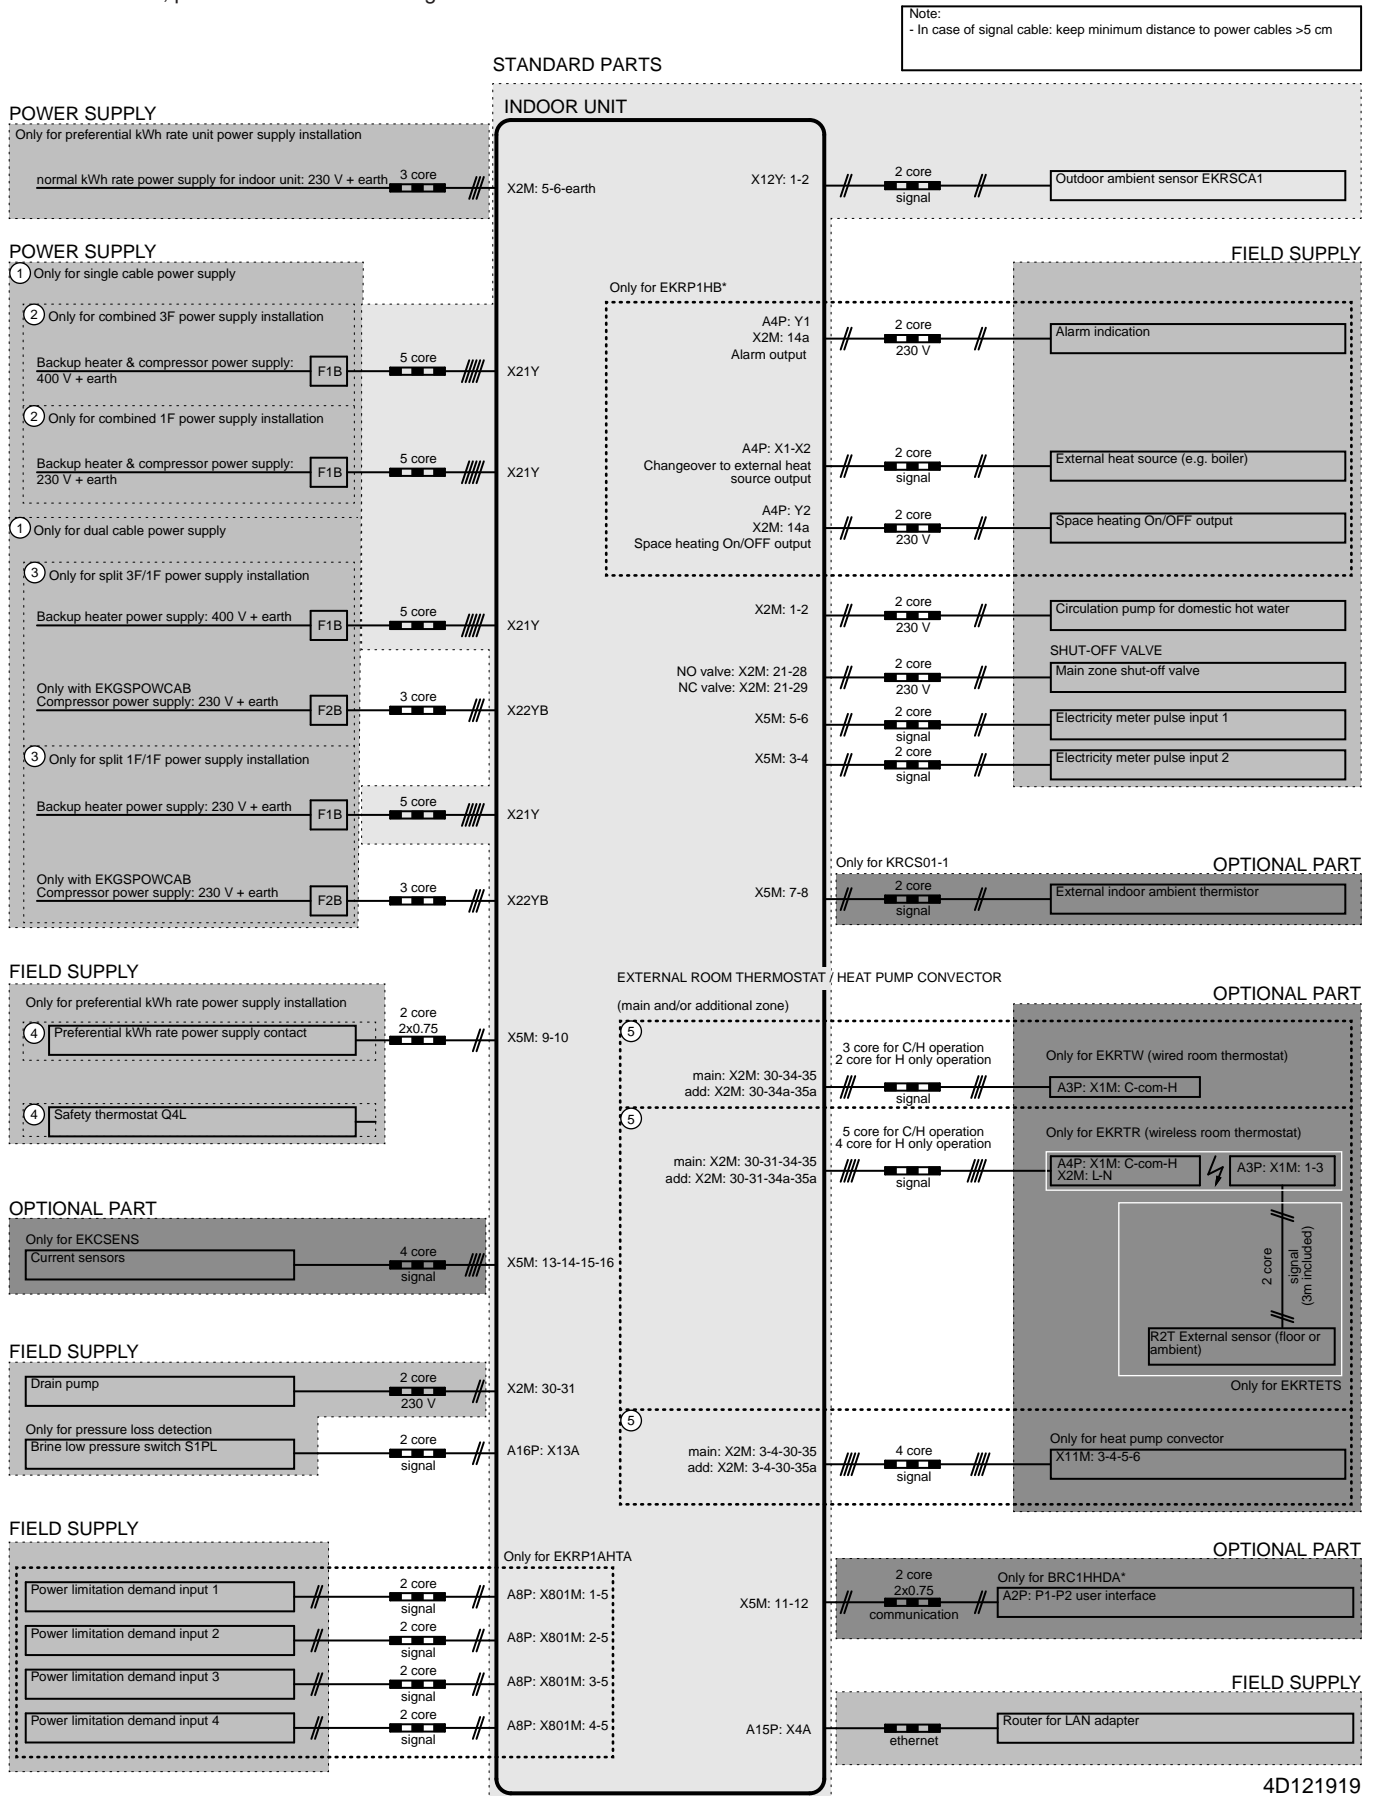 Note:
- In case of signal cable: keep minimum distance to power cables >5 cm
STANDARD PARTS
INDOOR UNIT
POWER SUPPLY
Only for preferential kWh rate unit power supply installation
normal kWh rate power supply for indoor unit: 230 V + earth
3 core
X2M: 5-6-earth
X12Y: 1-2
2 core
signal
Outdoor ambient sensor EKRSCA1
POWER SUPPLY
1 Only for single cable power supply
2 Only for combined 3F power supply installation
Backup heater & compressor power supply:
400 V + earth
F1B
5 core
X21Y
2 Only for combined 1F power supply installation
Backup heater & compressor power supply:
230 V + earth
F1B
5 core
X21Y
1 Only for dual cable power supply
3 Only for split 3F/1F power supply installation
Backup heater power supply: 400 V + earth
F1B
5 core
X21Y
Only with EKGSPOWCAB
Compressor power supply: 230 V + earth
F2B
3 core
X22YB
3 Only for split 1F/1F power supply installation
Backup heater power supply: 230 V + earth
F1B
5 core
X21Y
Only with EKGSPOWCAB
Compressor power supply: 230 V + earth
F2B
3 core
X22YB
FIELD SUPPLY
Only for EKRP1HB*
A4P: Y1
X2M: 14a
Alarm output
2 core
230 V
Alarm indication
A4P: X1-X2
Changeover to external heat
source output
2 core
signal
External heat source (e.g. boiler)
A4P: Y2
X2M: 14a
Space heating On/OFF output
2 core
230 V
Space heating On/OFF output
X2M: 1-2
2 core
230 V
Circulation pump for domestic hot water
SHUT-OFF VALVE
NO valve: X2M: 21-28
NC valve: X2M: 21-29
2 core
230 V
Main zone shut-off valve
X5M: 5-6
2 core
signal
Electricity meter pulse input 1
X5M: 3-4
2 core
signal
Electricity meter pulse input 2
Only for KRCS01-1
OPTIONAL PART
X5M: 7-8
2 core
signal
External indoor ambient thermistor
FIELD SUPPLY
Only for preferential kWh rate power supply installation
4 Preferential kWh rate power supply contact
2 core
2x0.75
X5M: 9-10
4 Safety thermostat Q4L
EXTERNAL ROOM THERMOSTAT / HEAT PUMP CONVECTOR
(main and/or additional zone)
OPTIONAL PART
5
main: X2M: 30-34-35
add: X2M: 30-34a-35a
3 core for C/H operation
2 core for H only operation
signal
Only for EKRTW (wired room thermostat)
A3P: X1M: C-com-H
5
main: X2M: 30-31-34-35
add: X2M: 30-31-34a-35a
5 core for C/H operation
4 core for H only operation
signal
Only for EKRTR (wireless room thermostat)
A4P: X1M: C-com-H
X2M: L-N
A3P: X1M: 1-3
2 core
signal
(3m included)
R2T External sensor (floor or
ambient)
Only for EKRTETS
5
main: X2M: 3-4-30-35
add: X2M: 3-4-30-35a
4 core
signal
Only for heat pump convector
X11M: 3-4-5-6
OPTIONAL PART
Only for EKCSENS
Current sensors
4 core
signal
X5M: 13-14-15-16
FIELD SUPPLY
Drain pump
2 core
230 V
X2M: 30-31
Only for pressure loss detection
Brine low pressure switch S1PL
2 core
signal
A16P: X13A
FIELD SUPPLY
Only for EKRP1AHTA
Power limitation demand input 1
2 core
signal
A8P: X801M: 1-5
Power limitation demand input 2
2 core
signal
A8P: X801M: 2-5
Power limitation demand input 3
2 core
signal
A8P: X801M: 3-5
Power limitation demand input 4
2 core
signal
A8P: X801M: 4-5
OPTIONAL PART
X5M: 11-12
2 core
2x0.75
communication
Only for BRC1HHDA*
A2P: P1-P2 user interface
FIELD SUPPLY
A15P: X4A
ethernet
Router for LAN adapter
4D121919